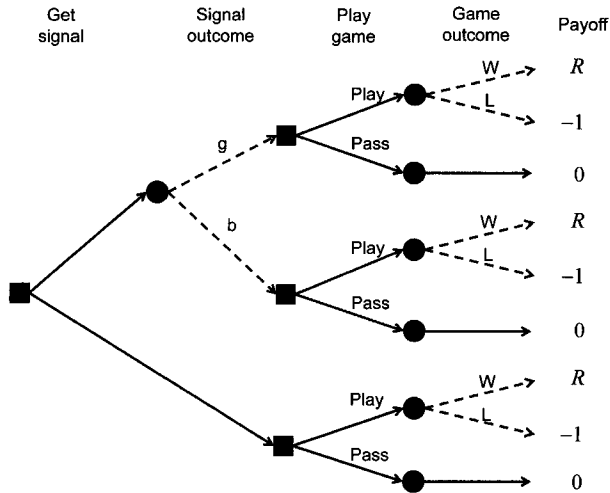 Get signal
Signal outcome
Play game
Game outcome
Payoff
W
R
Play
L
−1
g
Pass
0
b
W
R
Play
L
−1
Pass
0
W
R
Play
L
−1
Pass
0